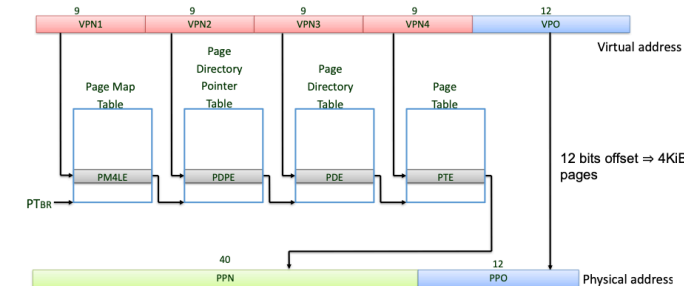 9 9 9 9 12
VPN1 VPN2 VPN3 VPN4 VPO
Virtual address
Page Map
Table
Page
Directory
Pointer
Table
Page
Directory
Table
Page
Table
PM4LE PDPE PDE PTE
12 bits offset ⇒ 4KiB
pages
PTBR
40 12
PPN PPO Physical address